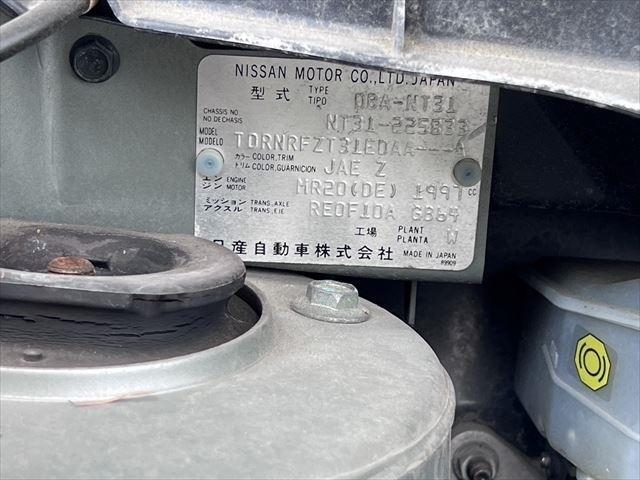 NISSAN MOTOR CO.,LTD.JAPAN
型式 TYPE TIPO DBA-NT31
CHASSIS NO NO DE CHASIS NT31-225833
MODEL MODELO TDRNRFZT31EDAA----A
カラー COLOR,TRIM トリム COLOR,GUARNICION JAE Z
エンジン ENGINE MOTOR MR20(DE) 1997 cc
ミッション TRANS,AXLE アクスル TRANS,EJE RE0F10A 6364
工場 PLANT PLANTA W
日産自動車株式会社 MADE IN JAPAN
89909